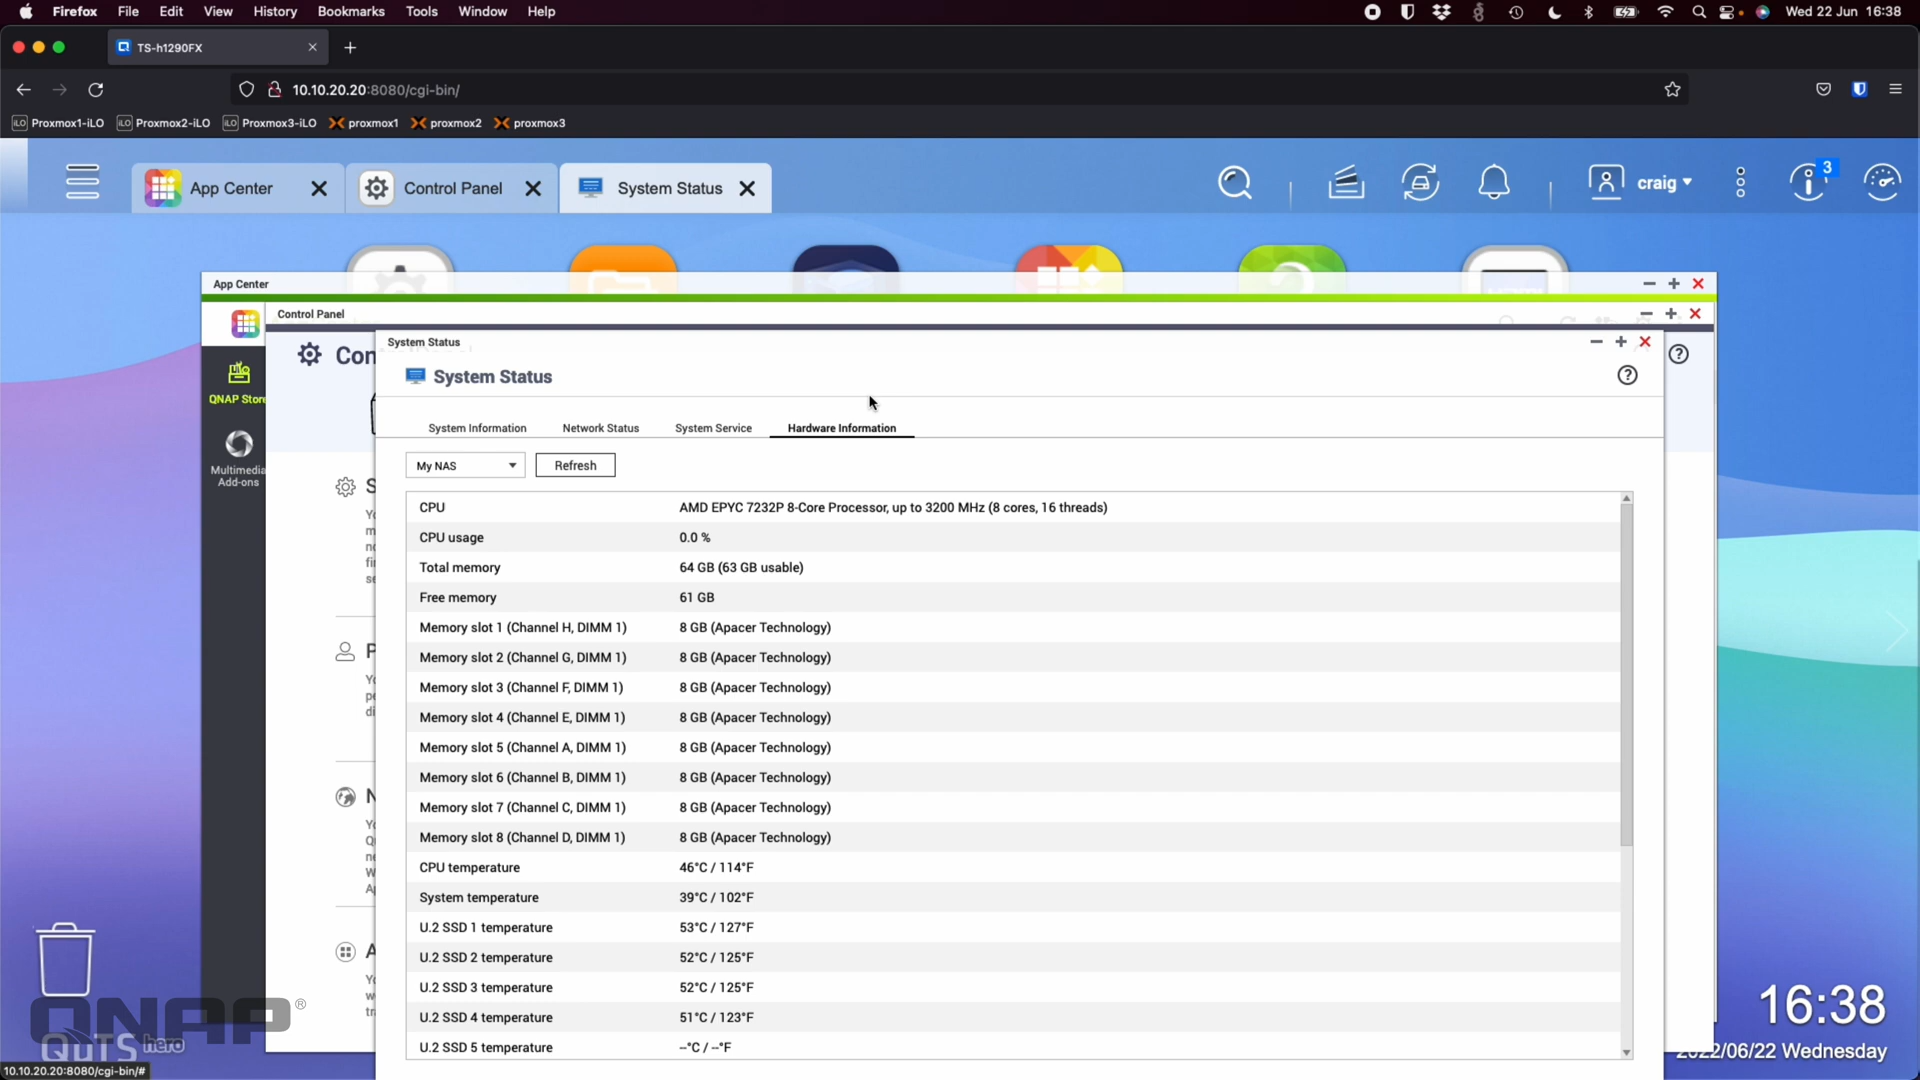 Firefox File Edit View History Bookmarks Tools Window Help Wed 22 Jun 16:38
TS-h1290FX
10.10.20.20:8080/cgi-bin/
Proxmox1-iLO Proxmox2-iLO Proxmox3-iLO proxmox1 proxmox2 proxmox3
App Center Control Panel System Status craig 3
App Center
Control Panel
System Status
System Status
QNAP Store
Multimedia
Add-ons
System Information Network Status System Service Hardware Information
My NAS Refresh
CPU AMD EPYC 7232P 8-Core Processor, up to 3200 MHz (8 cores, 16 threads)
CPU usage 0.0 %
Total memory 64 GB (63 GB usable)
Free memory 61 GB
Memory slot 1 (Channel H, DIMM 1) 8 GB (Apacer Technology)
Memory slot 2 (Channel G, DIMM 1) 8 GB (Apacer Technology)
Memory slot 3 (Channel F, DIMM 1) 8 GB (Apacer Technology)
Memory slot 4 (Channel E, DIMM 1) 8 GB (Apacer Technology)
Memory slot 5 (Channel A, DIMM 1) 8 GB (Apacer Technology)
Memory slot 6 (Channel B, DIMM 1) 8 GB (Apacer Technology)
Memory slot 7 (Channel C, DIMM 1) 8 GB (Apacer Technology)
Memory slot 8 (Channel D, DIMM 1) 8 GB (Apacer Technology)
CPU temperature 46°C / 114°F
System temperature 39°C / 102°F
U.2 SSD 1 temperature 53°C / 127°F
U.2 SSD 2 temperature 52°C / 125°F
U.2 SSD 3 temperature 52°C / 125°F
U.2 SSD 4 temperature 51°C / 123°F
U.2 SSD 5 temperature --°C / --°F
QNAP®
QuTS hero
16:38
2022/06/22 Wednesday
10.10.20.20:8080/cgi-bin/#